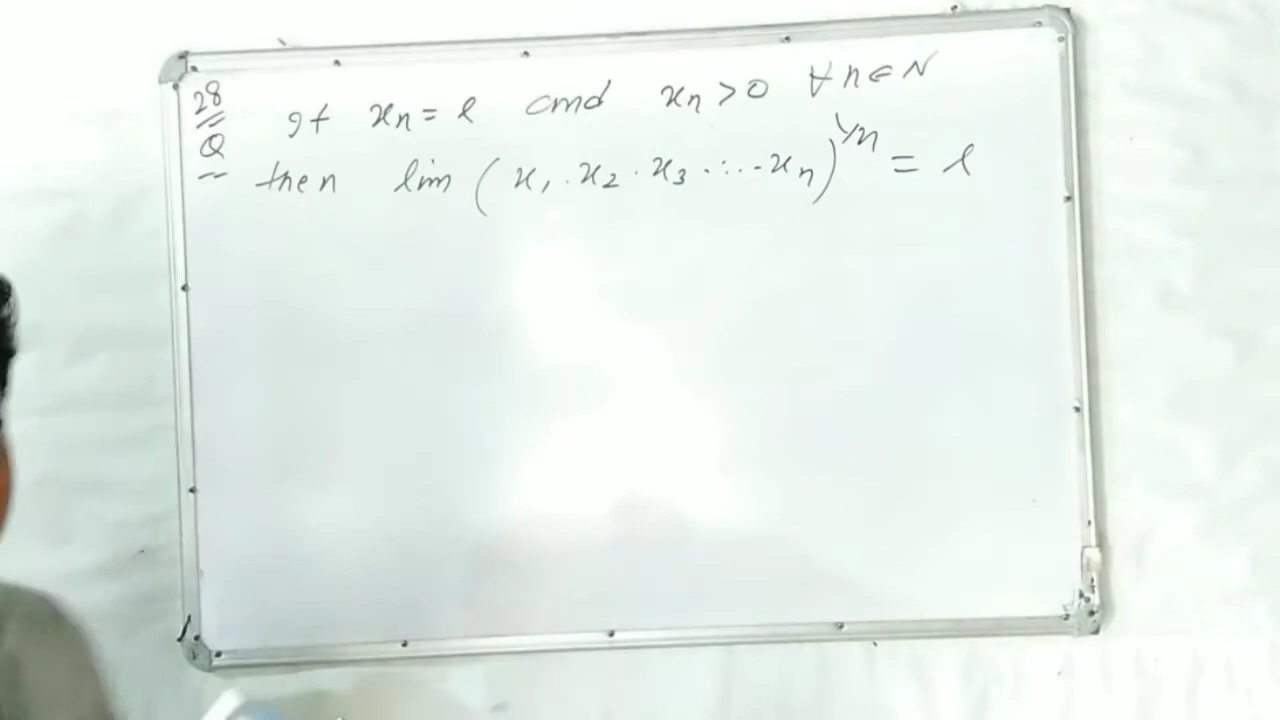 28 If xn = l and xn > 0 ∀ n ∈ N
Q then lim (x1 . x2 . x3 ..... xn)^1/n = l